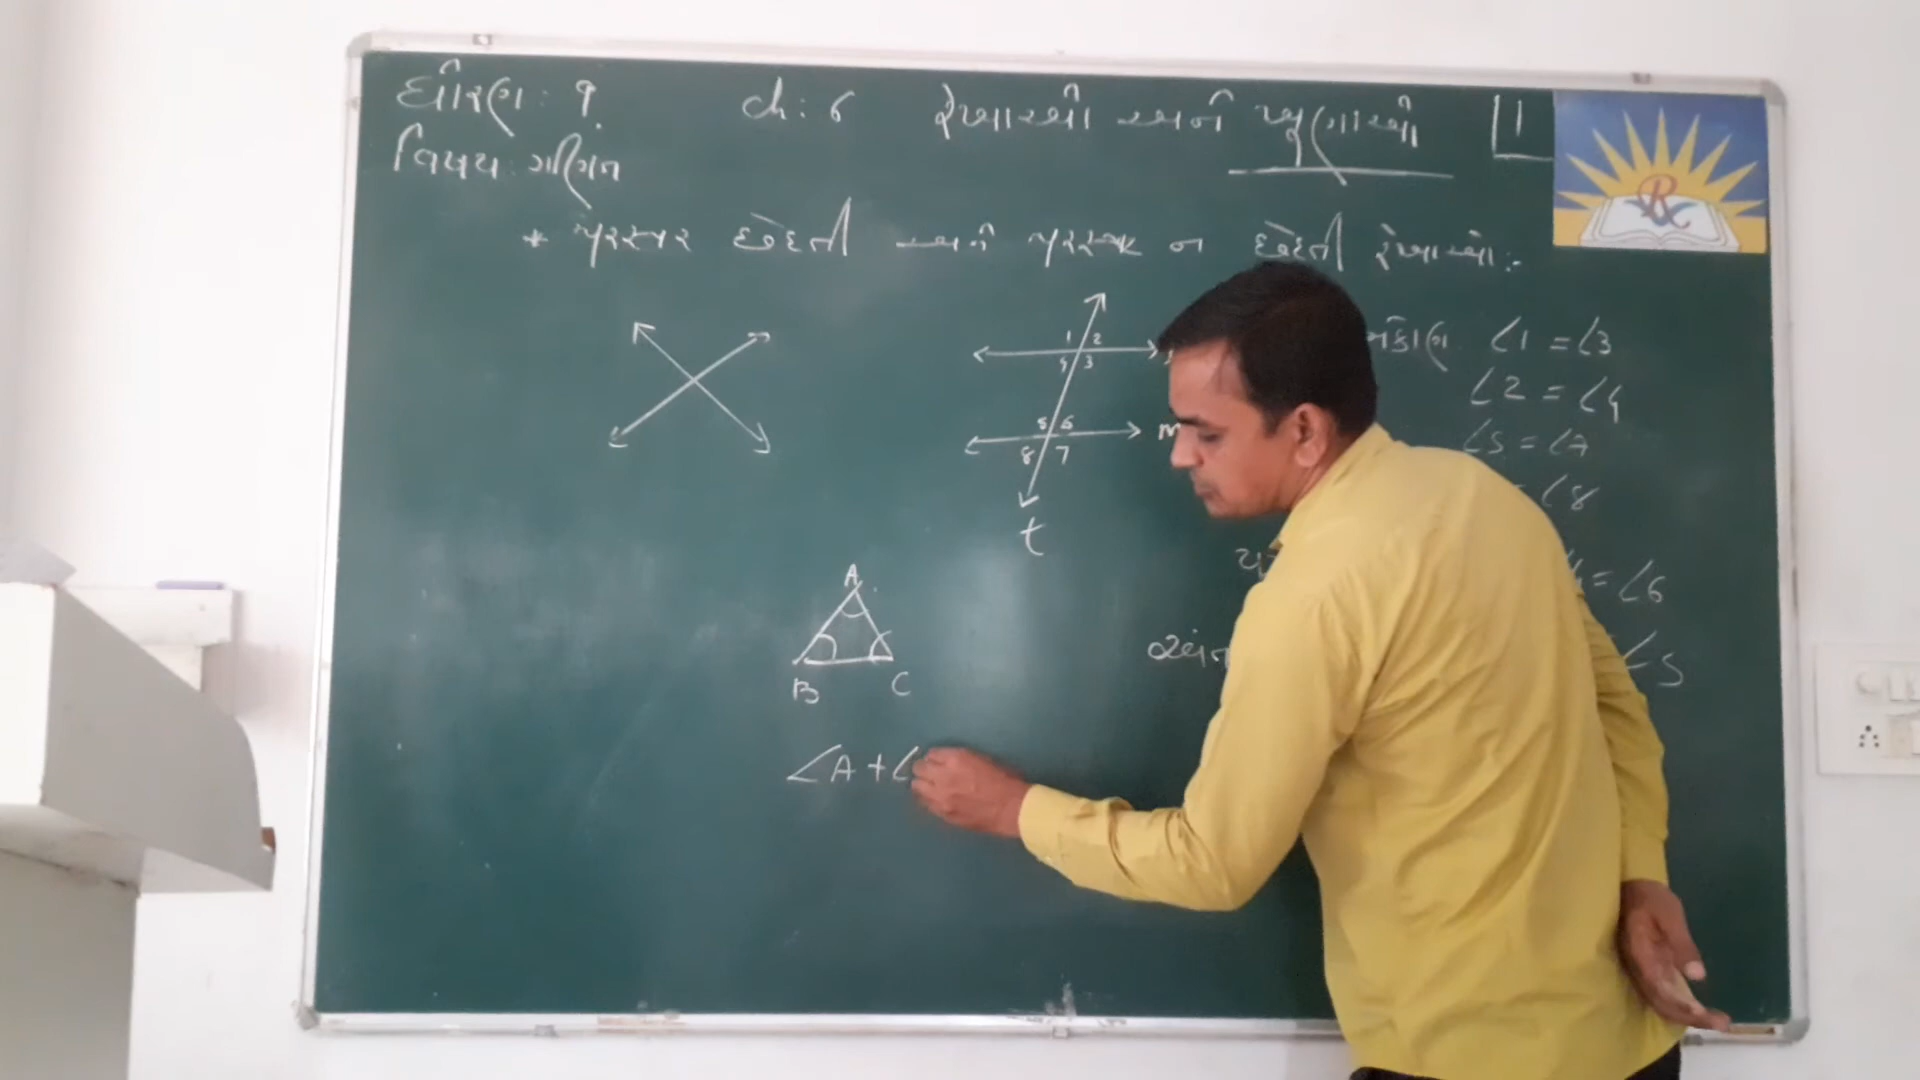 ધોરણ : ૧
વિષય : ગણિત
ch : 6 રેખાઓ અને ખૂણાઓ
* પરસ્પર છેદતી અને પરસ્પર ન છેદતી રેખાઓ :-
1 2
4 3
5 6
8 7
m
t
∠1 = ∠3
∠2 = ∠4
∠5 = ∠7
= ∠8
= ∠6
∠5
A
B C
∠A + ∠